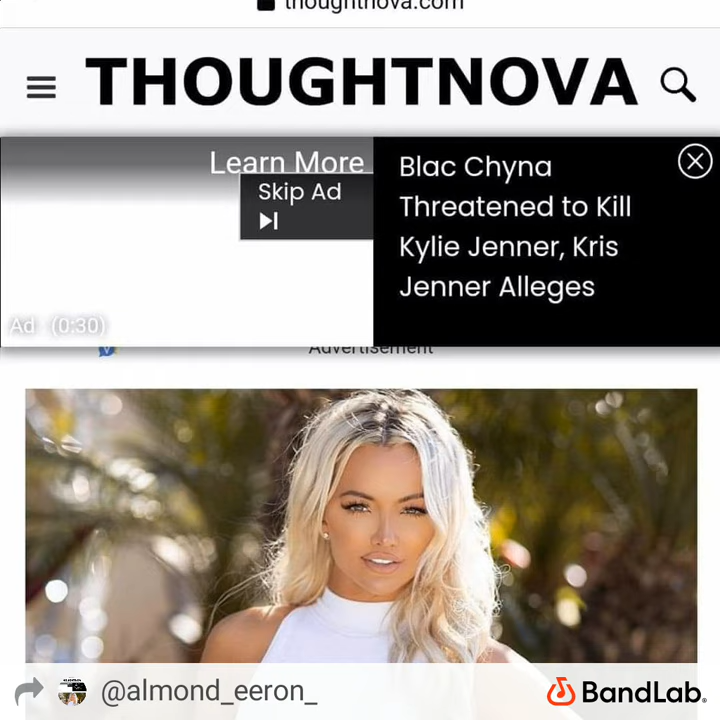 thoughtnova.com
THOUGHTNOVA
Learn More
Skip Ad
Blac Chyna
Threatened to Kill
Kylie Jenner, Kris
Jenner Alleges
Ad · (0:30)
Advertisement
@almond_eeron_
BandLab.